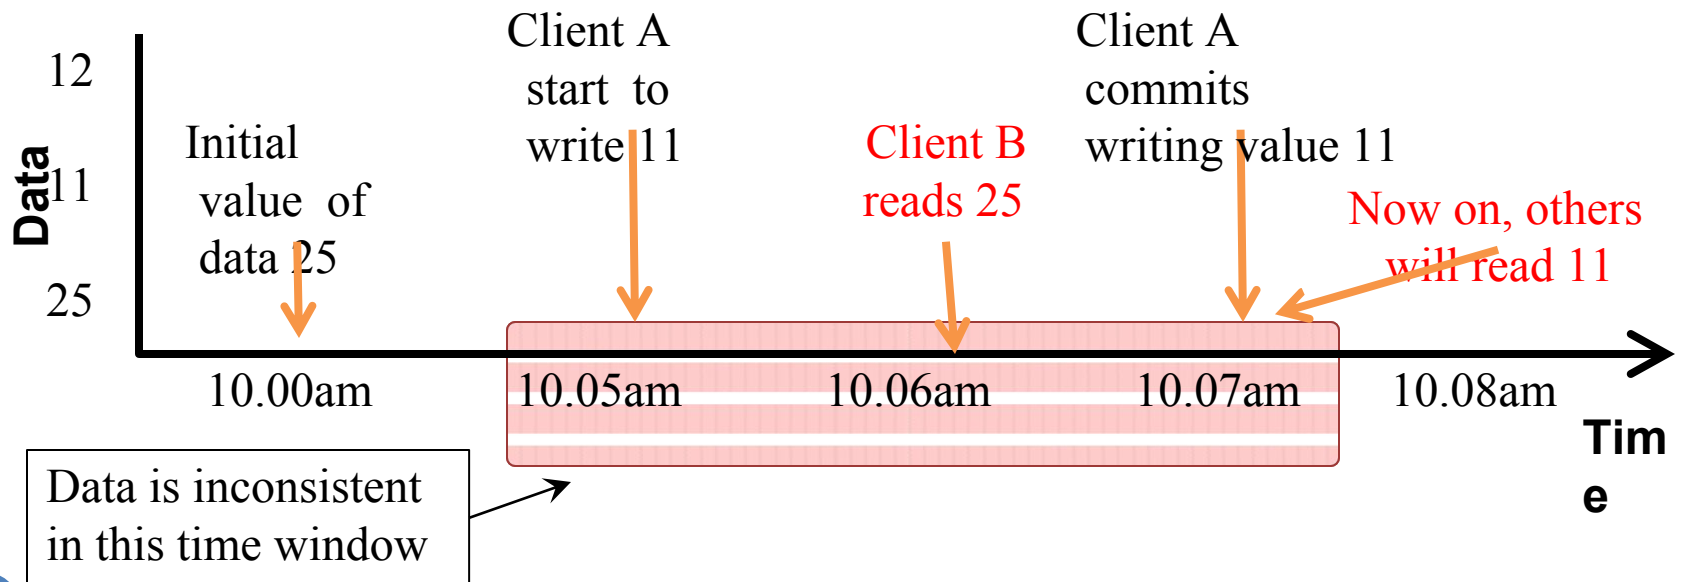 Client A
start to
write 11
Client A
commits
writing value 11
12
Initial
value of
data 25
Client B
reads 25
Data
11
Now on, others
will read 11
25
10.00am
10.05am
10.06am
10.07am
10.08am
Tim
e
Data is inconsistent
in this time window